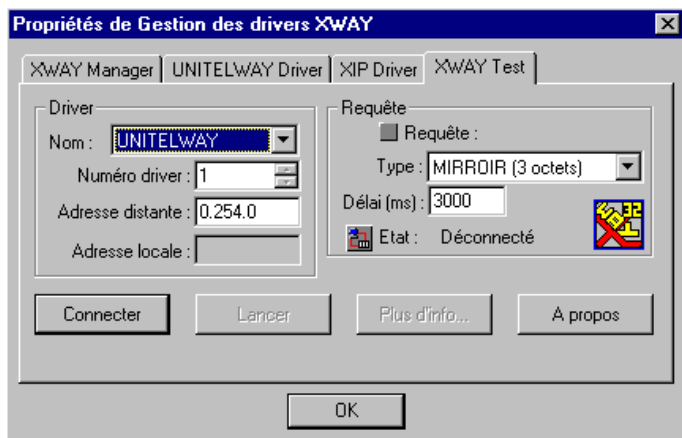 Propriétés de Gestion des drivers XWAY
XWAY Manager UNITELWAY Driver XIP Driver XWAY Test
Driver
Nom : UNITELWAY
Numéro driver : 1
Adresse distante : 0.254.0
Adresse locale :
Requête
Requête :
Type : MIRROIR (3 octets)
Délai (ms) : 3000
Etat : Déconnecté
Connecter Lancer Plus d'info... A propos
OK